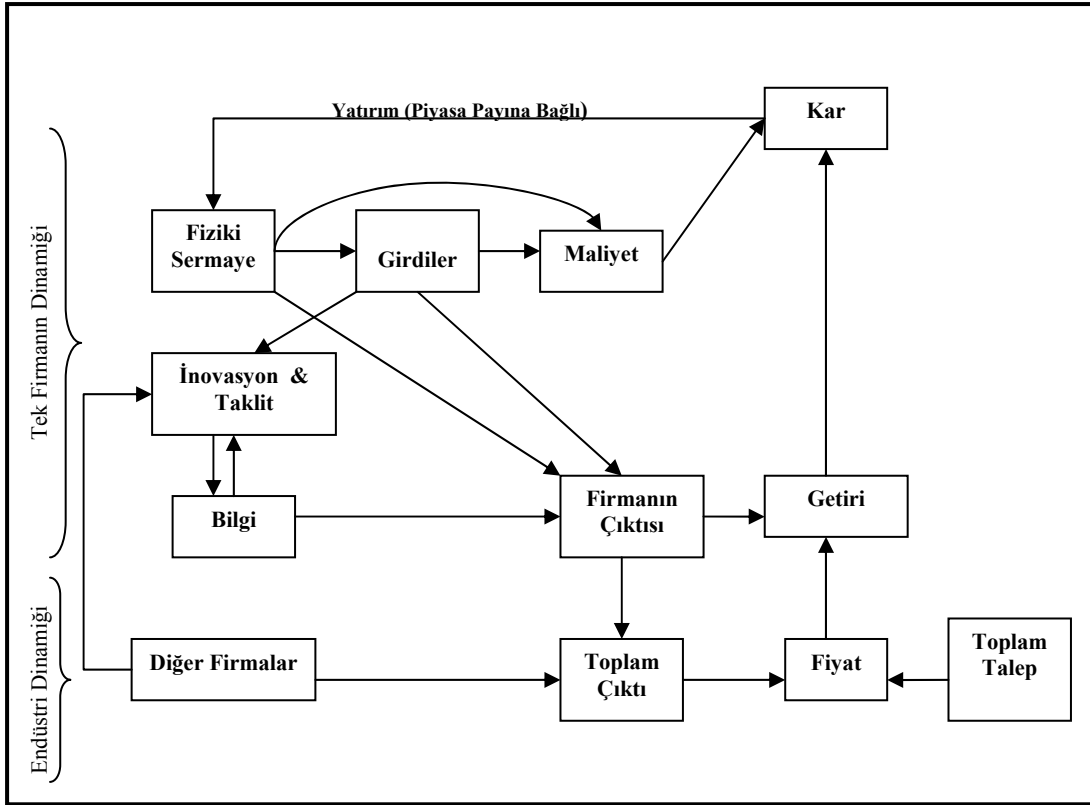 Yatırım (Piyasa Payına Bağlı)
Kar
Tek Firmanın Dinamiği
Fiziki
Sermaye
Girdiler
Maliyet
İnovasyon &
Taklit
Bilgi
Firmanın
Çıktısı
Getiri
Endüstri Dinamiği
Diğer Firmalar
Toplam
Çıktı
Fiyat
Toplam
Talep